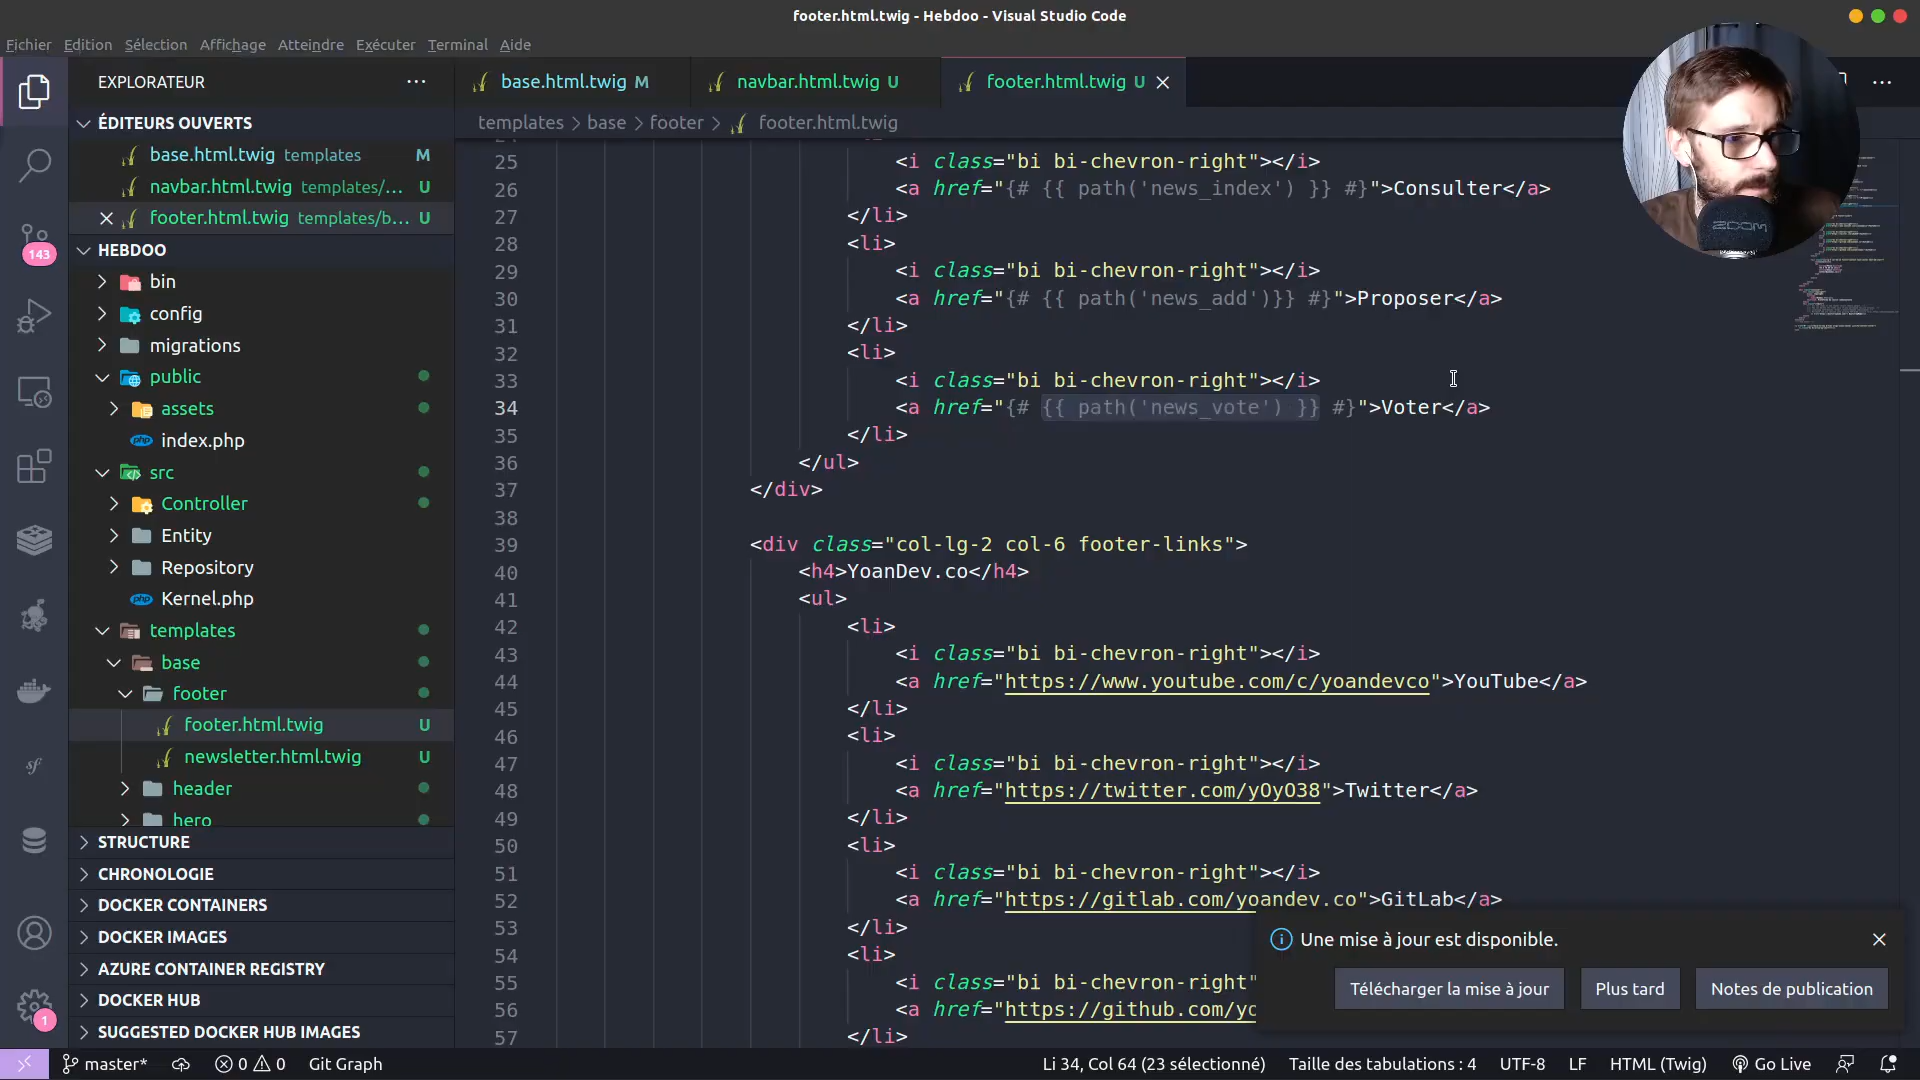 footer.html.twig - Hebdoo - Visual Studio Code
Fichier Edition Sélection Affichage Atteindre Exécuter Terminal Aide
EXPLORATEUR
base.html.twig M navbar.html.twig U footer.html.twig U
templates > base > footer > footer.html.twig
ÉDITEURS OUVERTS
base.html.twig templates M
navbar.html.twig templates/... U
footer.html.twig templates/b... U
HEBDOO
bin
config
migrations
public
assets
index.php
src
Controller
Entity
Repository
Kernel.php
templates
base
footer
footer.html.twig U
newsletter.html.twig U
header
hero
STRUCTURE
CHRONOLOGIE
DOCKER CONTAINERS
DOCKER IMAGES
AZURE CONTAINER REGISTRY
DOCKER HUB
SUGGESTED DOCKER HUB IMAGES
143
1
25 <i class="bi bi-chevron-right"></i>
26 <a href="{# {{ path('news_index') }} #}">Consulter</a>
27 </li>
28 <li>
29 <i class="bi bi-chevron-right"></i>
30 <a href="{# {{ path('news_add')}} #}">Proposer</a>
31 </li>
32 <li>
33 <i class="bi bi-chevron-right"></i>
34 <a href="{# {{ path('news_vote') }} #}">Voter</a>
35 </li>
36 </ul>
37 </div>
38
39 <div class="col-lg-2 col-6 footer-links">
40 <h4>YoanDev.co</h4>
41 <ul>
42 <li>
43 <i class="bi bi-chevron-right"></i>
44 <a href="https://www.youtube.com/c/yoandevco">YouTube</a>
45 </li>
46 <li>
47 <i class="bi bi-chevron-right"></i>
48 <a href="https://twitter.com/yOyO38">Twitter</a>
49 </li>
50 <li>
51 <i class="bi bi-chevron-right"></i>
52 <a href="https://gitlab.com/yoandev.co">GitLab</a>
53 </li>
54 <li>
55 <i class="bi bi-chevron-right"
56 <a href="https://github.com/yo
57 </li>
zoom
Une mise à jour est disponible.
Télécharger la mise à jour Plus tard Notes de publication
master* 0 0 Git Graph Li 34, Col 64 (23 sélectionné) Taille des tabulations : 4 UTF-8 LF HTML (Twig) Go Live